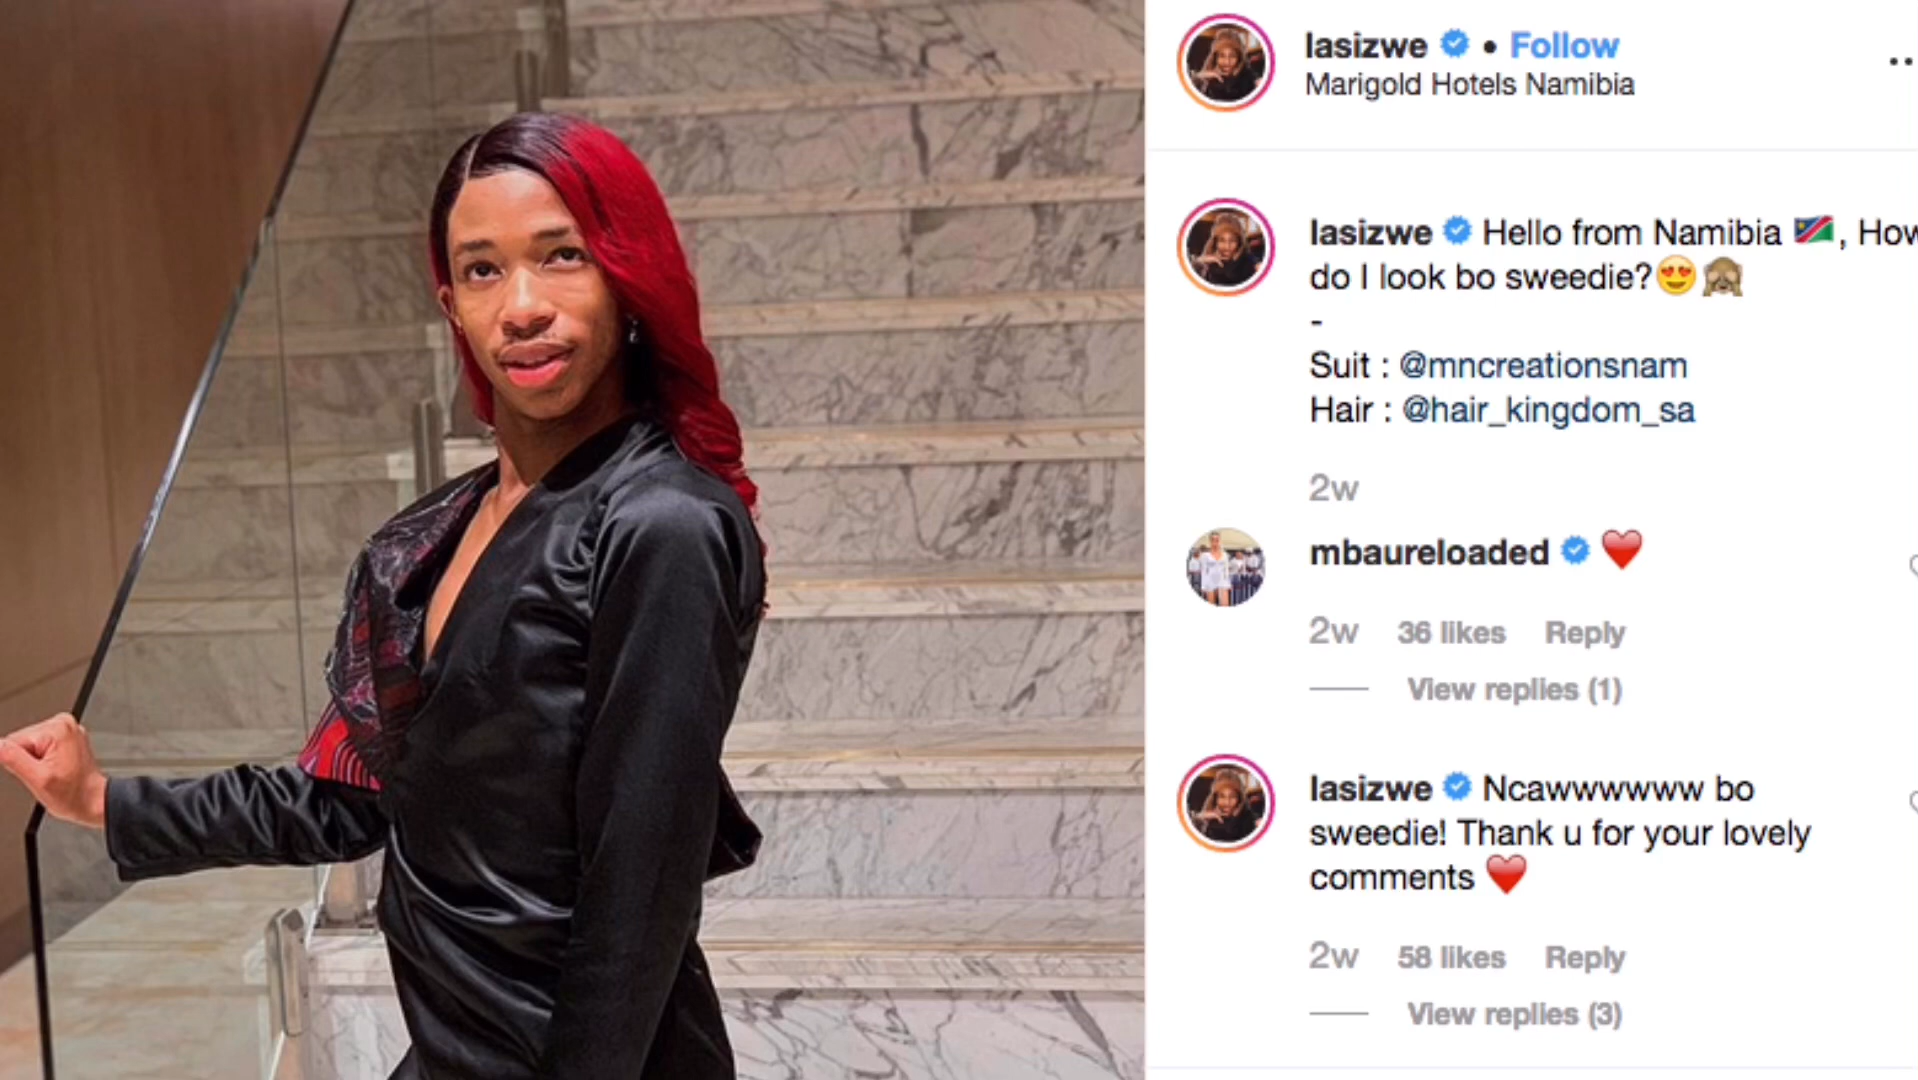 lasizwe • Follow
Marigold Hotels Namibia
lasizwe Hello from Namibia 🇳🇦, How
do I look bo sweedie?😍🙈
-
Suit : @mncreationsnam
Hair : @hair_kingdom_sa
2w
mbaureloaded ❤️
2w 36 likes Reply
View replies (1)
lasizwe Ncawwwwww bo
sweedie! Thank u for your lovely
comments ❤️
2w 58 likes Reply
View replies (3)